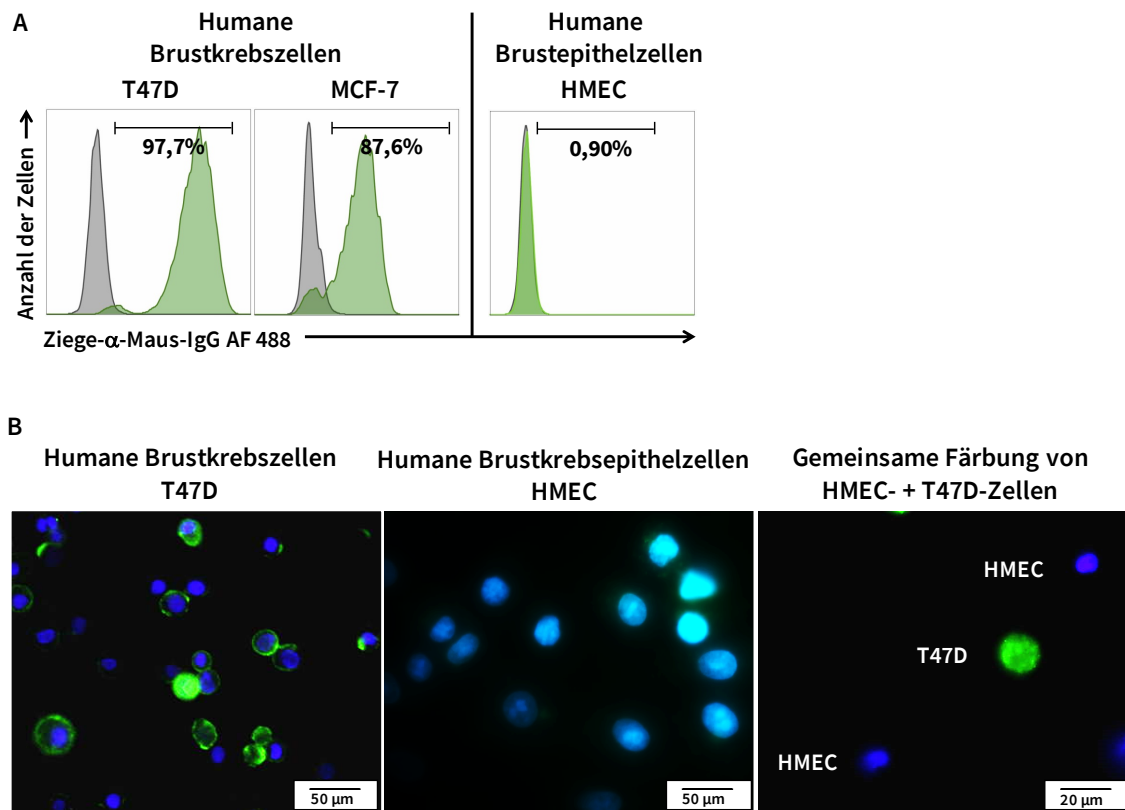 A
Humane
Brustkrebszellen
Humane
Brustepithelzellen
T47D
MCF-7
HMEC
97,7%
87,6%
0,90%
Anzahl der Zellen
Ziege-α-Maus-IgG AF 488
B
Humane Brustkrebszellen
T47D
Humane Brustkrebsepithelzellen
HMEC
Gemeinsame Färbung von
HMEC- + T47D-Zellen
HMEC
T47D
HMEC
50 µm
50 µm
20 µm